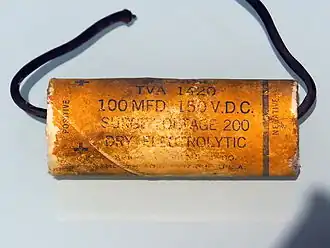 TVA 1420
100 MFD. 150 V.D.C.
SURGE VOLTAGE 200
DRY ELECTROLYTIC
U.S.A.
POSITIVE
+
+
NEGATIVE